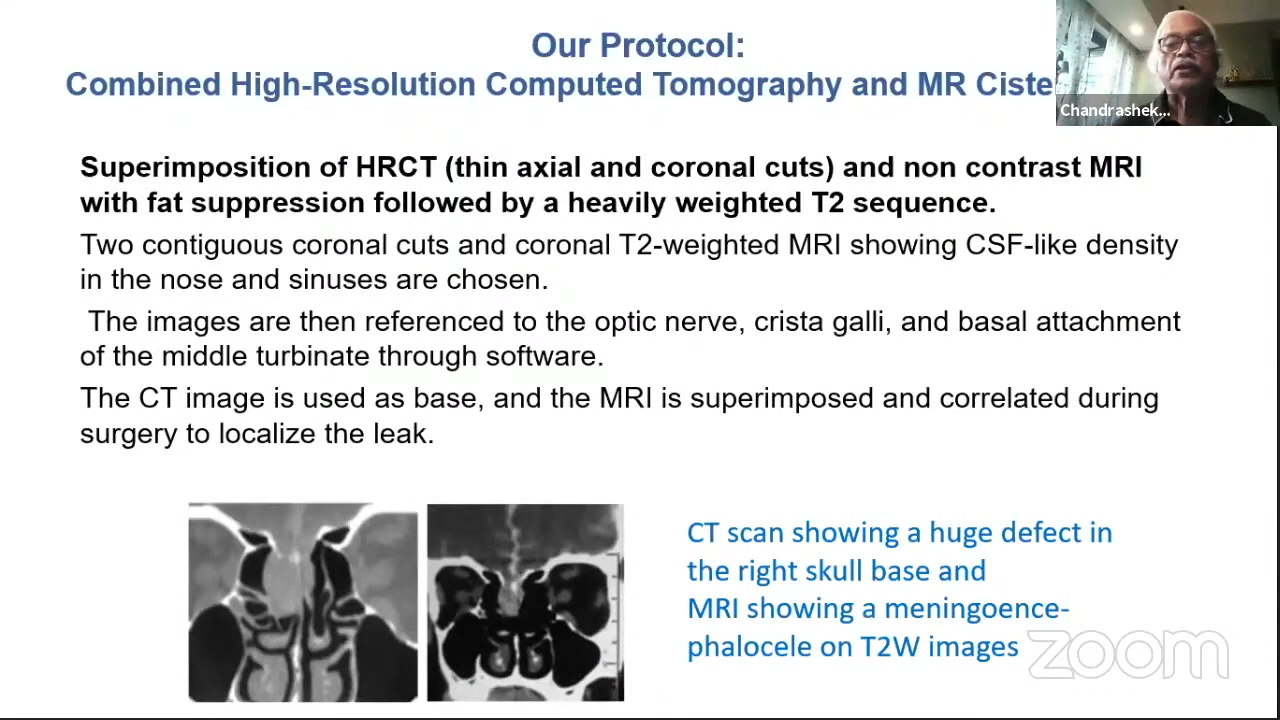 Our Protocol:
Combined High-Resolution Computed Tomography and MR Ciste
Chandrashek...
Superimposition of HRCT (thin axial and coronal cuts) and non contrast MRI
with fat suppression followed by a heavily weighted T2 sequence.
Two contiguous coronal cuts and coronal T2-weighted MRI showing CSF-like density
in the nose and sinuses are chosen.
The images are then referenced to the optic nerve, crista galli, and basal attachment
of the middle turbinate through software.
The CT image is used as base, and the MRI is superimposed and correlated during
surgery to localize the leak.
CT scan showing a huge defect in
the right skull base and
MRI showing a meningoence-
phalocele on T2W images
zoom